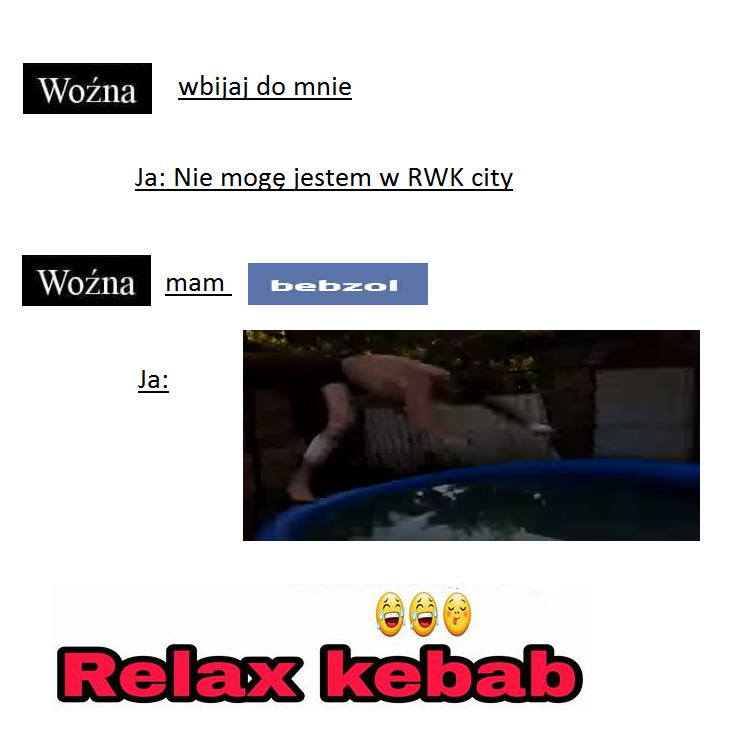 Woźna wbijaj do mnie
Ja: Nie mogę jestem w RWK city
Woźna mam bebzol
Ja:
Relax kebab